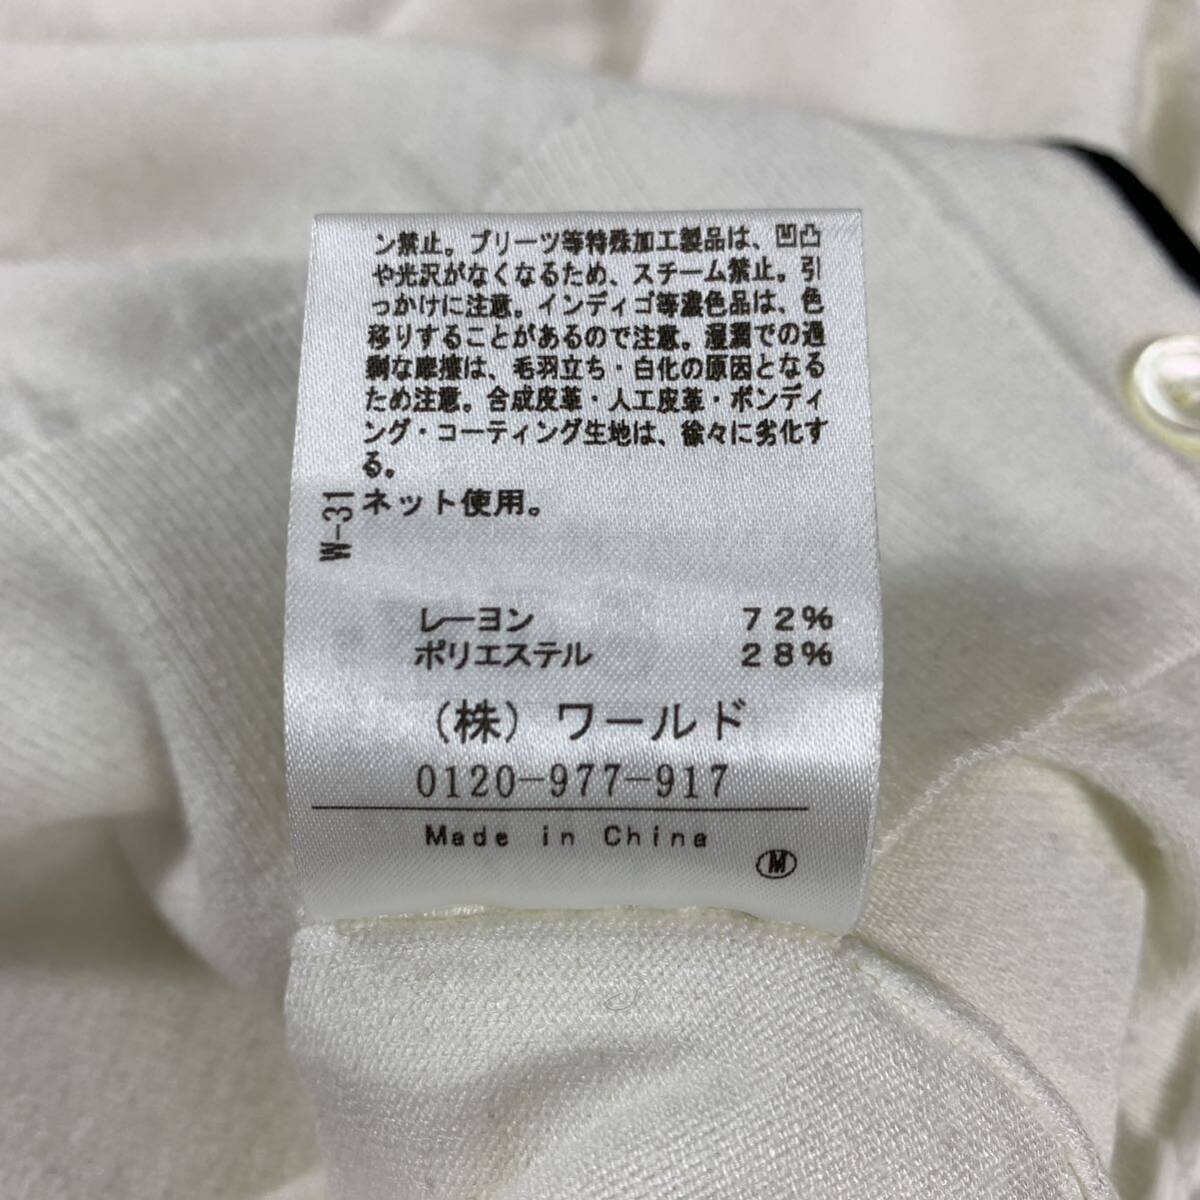 ン禁止。プリーツ等特殊加工製品は、凹凸
や光沢がなくなるため、スチーム禁止。引
っかけに注意。インディゴ等濃色品は、色
移りすることがあるので注意。湿潤での過
剰な摩擦は、毛羽立ち・白化の原因となる
ため注意。合成皮革・人工皮革・ボンディ
ング・コーティング生地は、徐々に劣化す
る。
ネット使用。
W-31
レーヨン 72%
ポリエステル 28%
(株) ワールド
0120-977-917
Made in China
Ⓜ